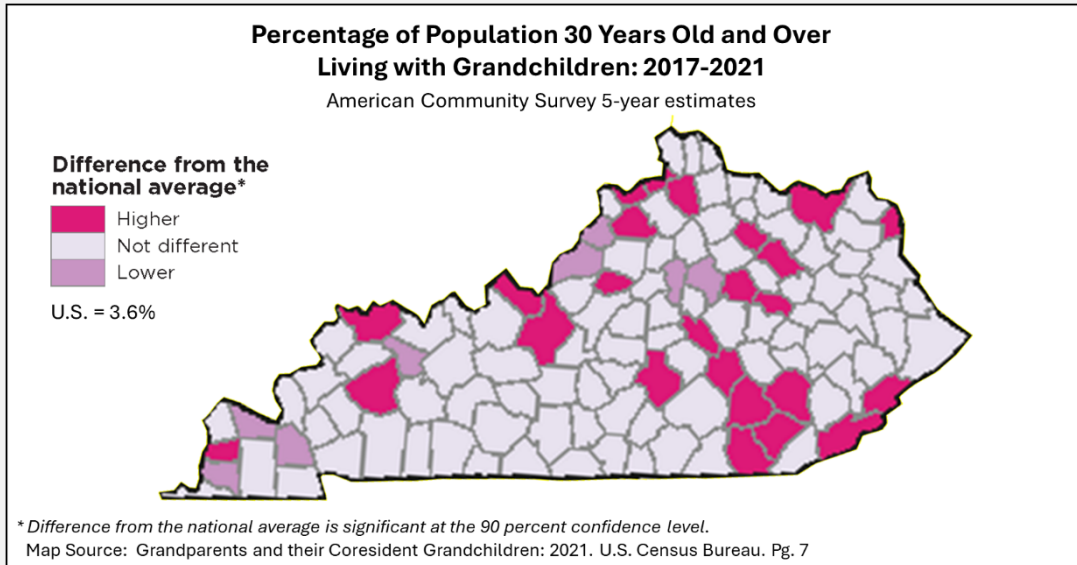 Percentage of Population 30 Years Old and Over
Living with Grandchildren: 2017-2021
American Community Survey 5-year estimates
Difference from the
national average*
Higher
Not different
Lower
U.S. = 3.6%
* Difference from the national average is significant at the 90 percent confidence level.
Map Source: Grandparents and their Coresident Grandchildren: 2021. U.S. Census Bureau. Pg. 7